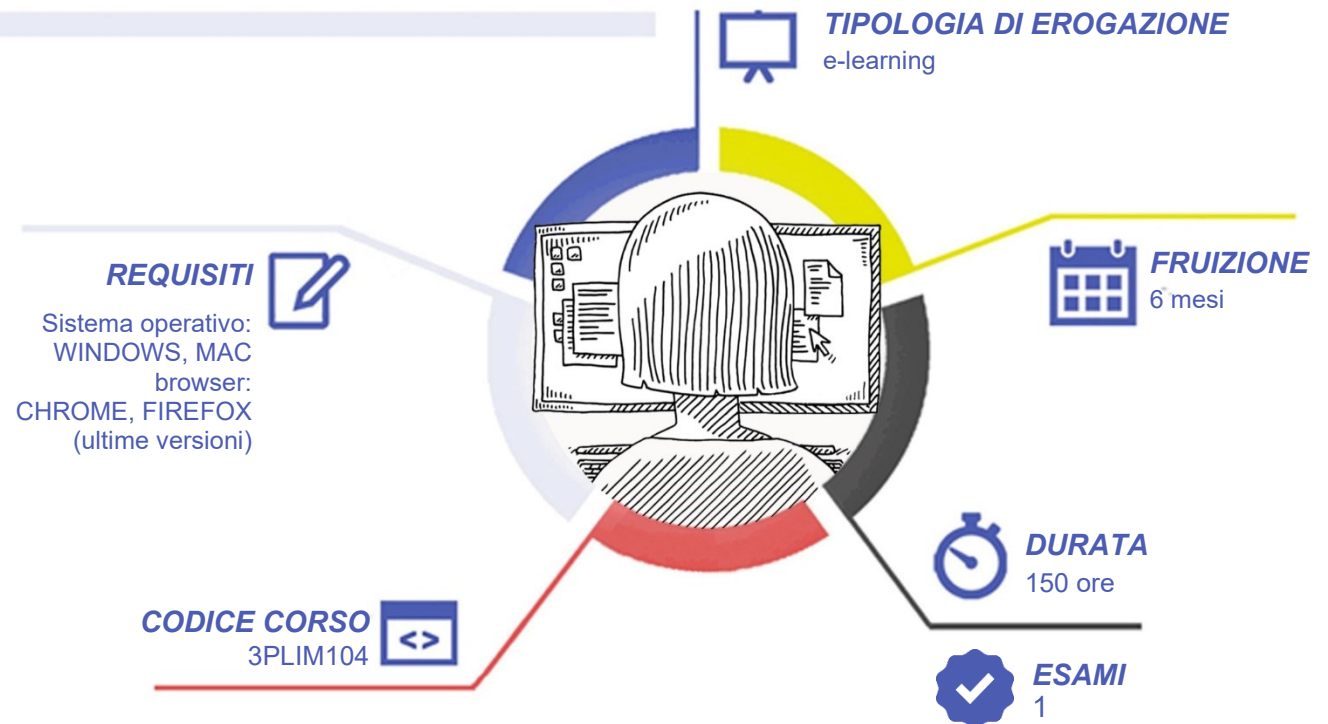 TIPOLOGIA DI EROGAZIONE
e-learning
REQUISITI
Sistema operativo:
WINDOWS, MAC
browser:
CHROME, FIREFOX
(ultime versioni)
FRUIZIONE
6 mesi
DURATA
150 ore
CODICE CORSO
3PLIM104
<>
ESAMI
1